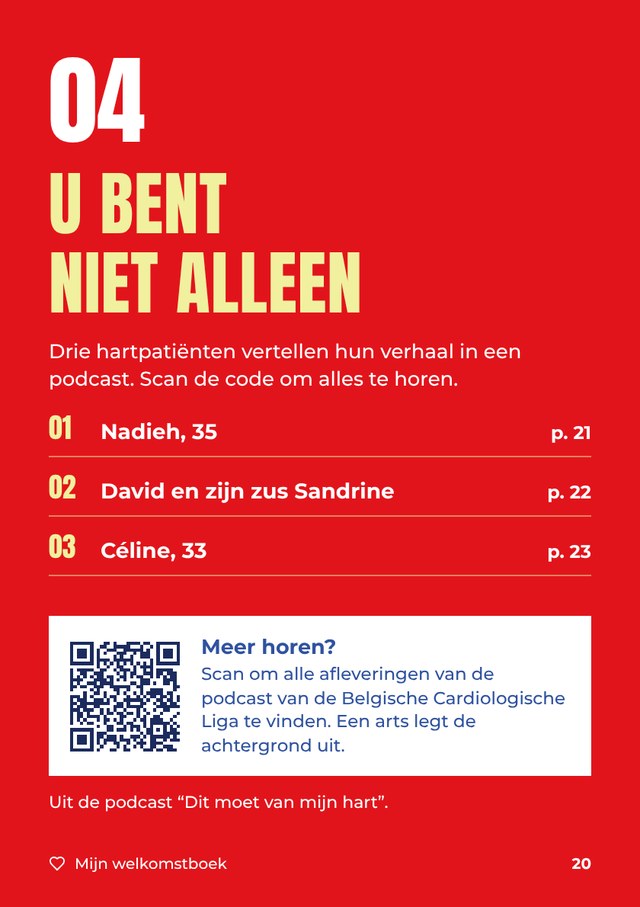 04
U BENT
NIET ALLEEN
Drie hartpatiënten vertellen hun verhaal in een
podcast. Scan de code om alles te horen.
01 Nadieh, 35 p. 21
02 David en zijn zus Sandrine p. 22
03 Céline, 33 p. 23
Meer horen?
Scan om alle afleveringen van de
podcast van de Belgische Cardiologische
Liga te vinden. Een arts legt de
achtergrond uit.
Uit de podcast “Dit moet van mijn hart”.
Mijn welkomstboek 20